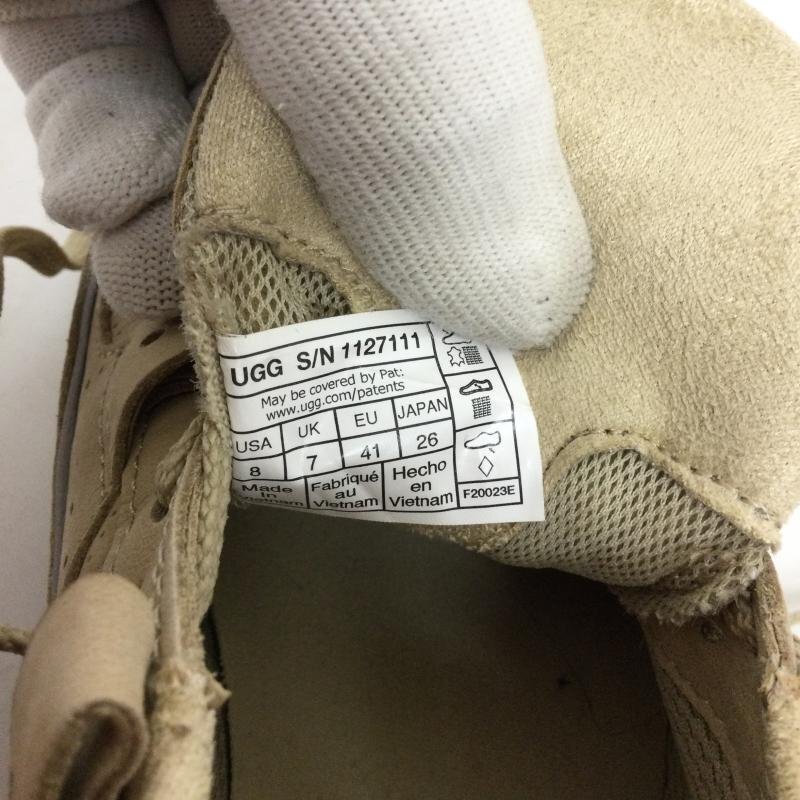 UGG S/N 1127111
May be covered by Pat:
www.ugg.com/patents
USA UK EU JAPAN
8 7 41 26
Made in Vietnam
Fabriqué au Vietnam
Hecho en Vietnam
F20023E